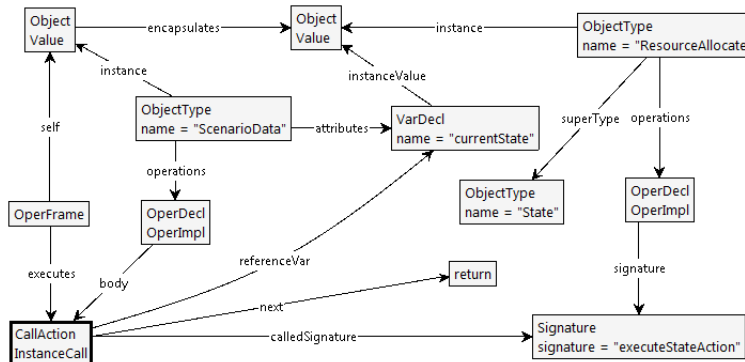 Object
Value
encapsulates
Object
Value
instance
ObjectType
name = "ResourceAllocate
instance
instanceValue
ObjectType
name = "ScenarioData"
attributes
VarDecl
name = "currentState"
superType
operations
self
operations
ObjectType
name = "State"
OperDecl
OperImpl
OperFrame
OperDecl
OperImpl
referenceVar
executes
body
next
return
signature
CallAction
InstanceCall
calledSignature
Signature
signature = "executeStateAction"